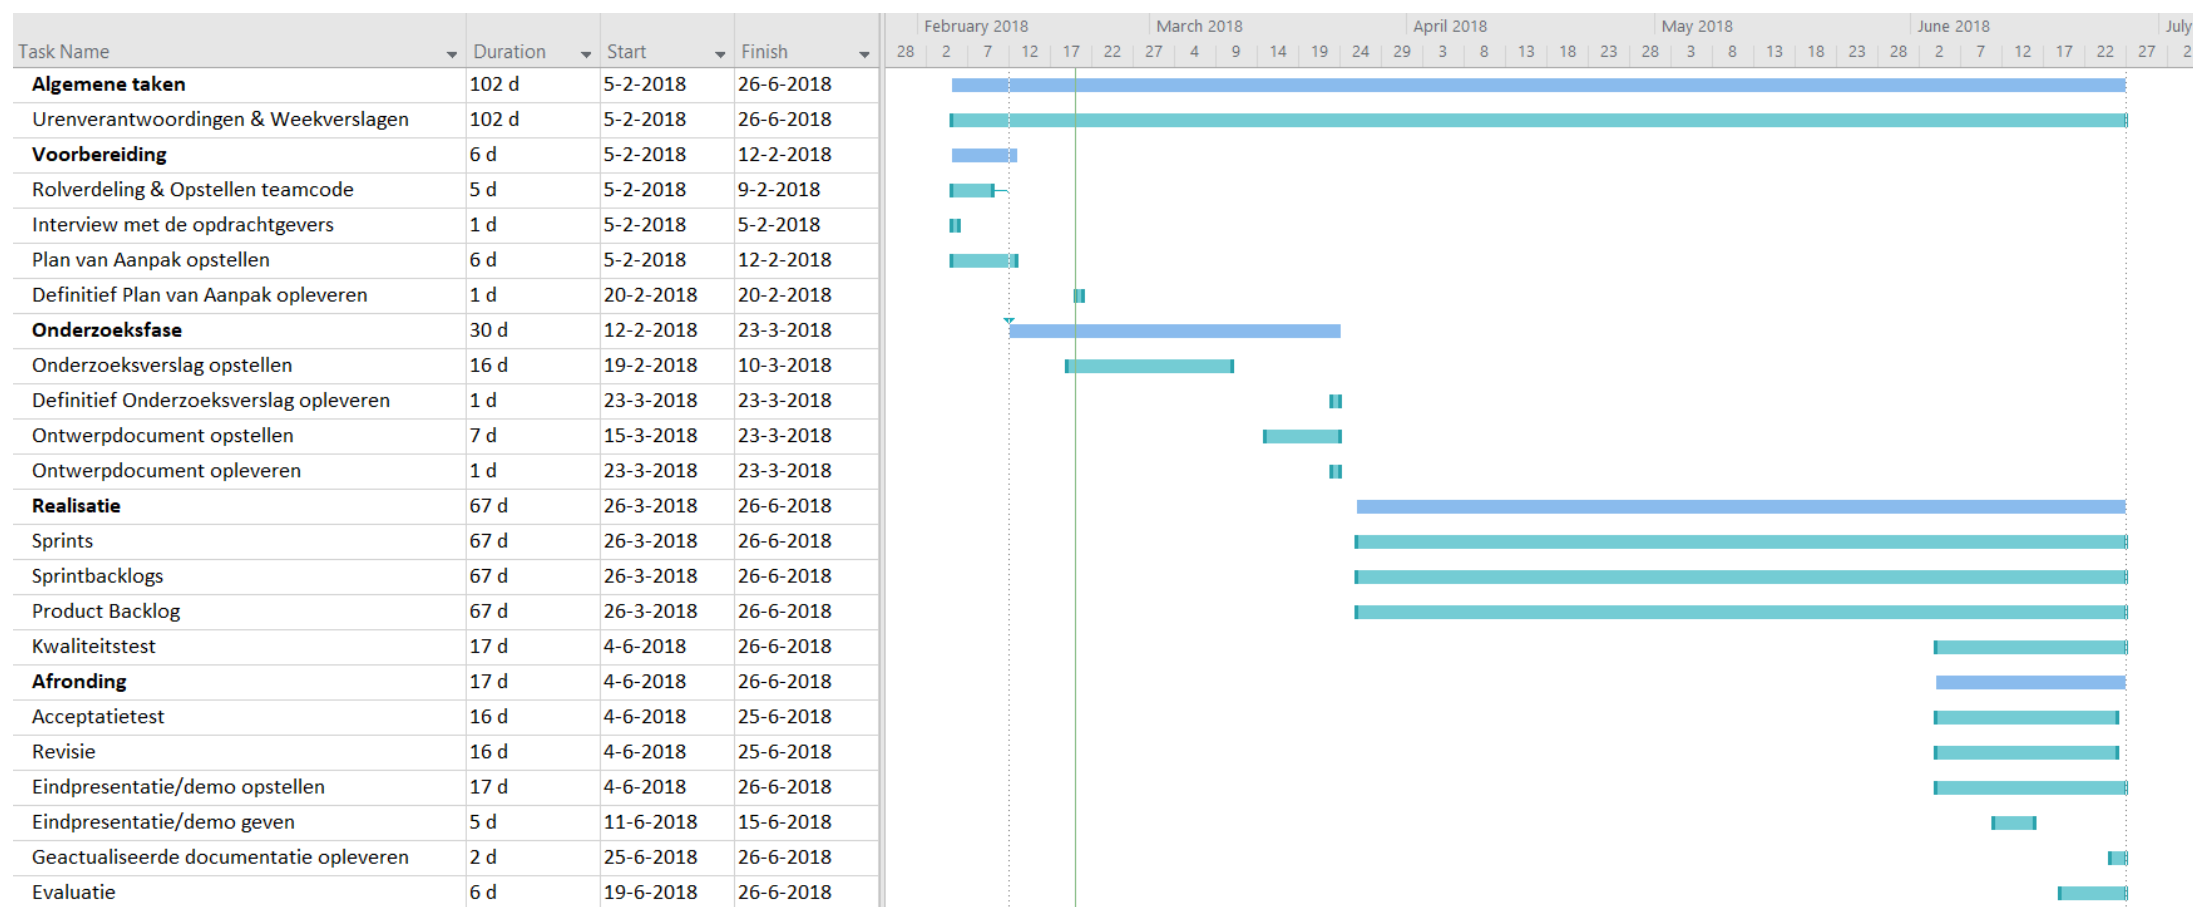 February 2018 March 2018 April 2018 May 2018 June 2018 July
Task Name Duration Start Finish 28 2 7 12 17 22 27 4 9 14 19 24 29 3 8 13 18 23 28 3 8 13 18 23 28 2 7 12 17 22 27 2
Algemene taken 102 d 5-2-2018 26-6-2018
Urenverantwoordingen & Weekverslagen 102 d 5-2-2018 26-6-2018
Voorbereiding 6 d 5-2-2018 12-2-2018
Rolverdeling & Opstellen teamcode 5 d 5-2-2018 9-2-2018
Interview met de opdrachtgevers 1 d 5-2-2018 5-2-2018
Plan van Aanpak opstellen 6 d 5-2-2018 12-2-2018
Definitief Plan van Aanpak opleveren 1 d 20-2-2018 20-2-2018
Onderzoeksfase 30 d 12-2-2018 23-3-2018
Onderzoeksverslag opstellen 16 d 19-2-2018 10-3-2018
Definitief Onderzoeksverslag opleveren 1 d 23-3-2018 23-3-2018
Ontwerpdocument opstellen 7 d 15-3-2018 23-3-2018
Ontwerpdocument opleveren 1 d 23-3-2018 23-3-2018
Realisatie 67 d 26-3-2018 26-6-2018
Sprints 67 d 26-3-2018 26-6-2018
Sprintbacklogs 67 d 26-3-2018 26-6-2018
Product Backlog 67 d 26-3-2018 26-6-2018
Kwaliteitstest 17 d 4-6-2018 26-6-2018
Afronding 17 d 4-6-2018 26-6-2018
Acceptatietest 16 d 4-6-2018 25-6-2018
Revisie 16 d 4-6-2018 25-6-2018
Eindpresentatie/demo opstellen 17 d 4-6-2018 26-6-2018
Eindpresentatie/demo geven 5 d 11-6-2018 15-6-2018
Geactualiseerde documentatie opleveren 2 d 25-6-2018 26-6-2018
Evaluatie 6 d 19-6-2018 26-6-2018